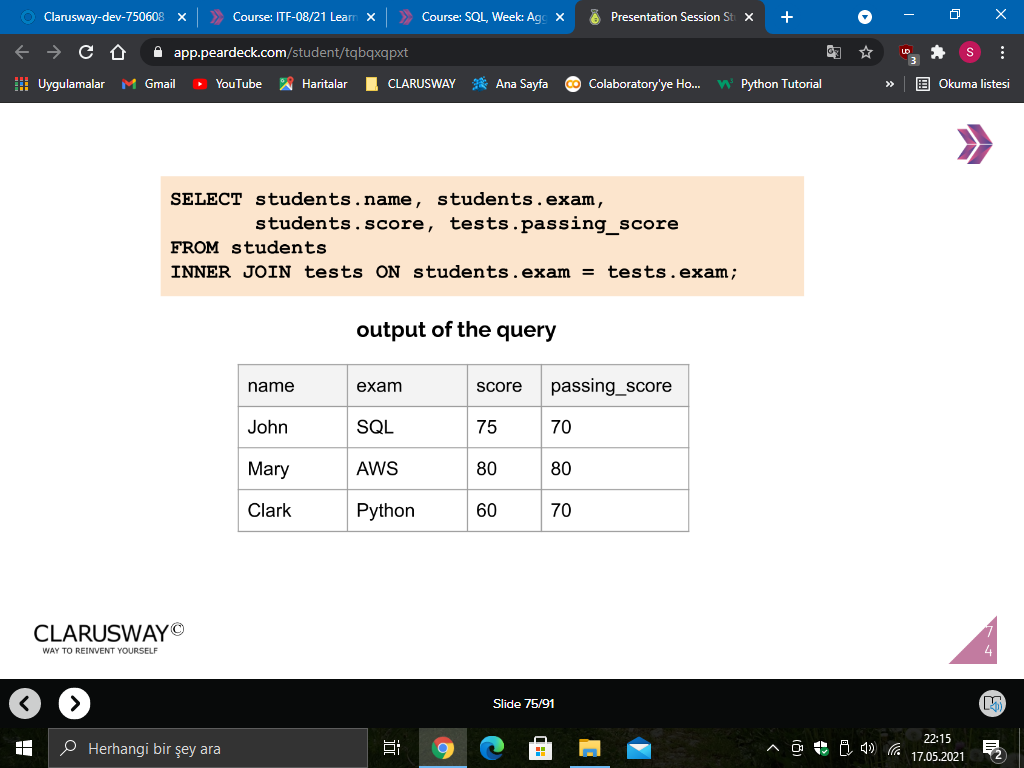 Clarusway-dev-750608
Course: ITF-08/21 Learn
Course: SQL, Week: Agg
Presentation Session St
app.peardeck.com/student/tqbqxqpxt
UD
3
S
Uygulamalar
Gmail
YouTube
Haritalar
CLARUSWAY
Ana Sayfa
Colaboratory'ye Ho...
Python Tutorial
»
Okuma listesi
SELECT students.name, students.exam,
students.score, tests.passing_score
FROM students
INNER JOIN tests ON students.exam = tests.exam;
output of the query
name exam score passing_score
John SQL 75 70
Mary AWS 80 80
Clark Python 60 70
CLARUSWAY©
WAY TO REINVENT YOURSELF
7
4
Slide 75/91
Herhangi bir şey ara
22:15
17.05.2021
2